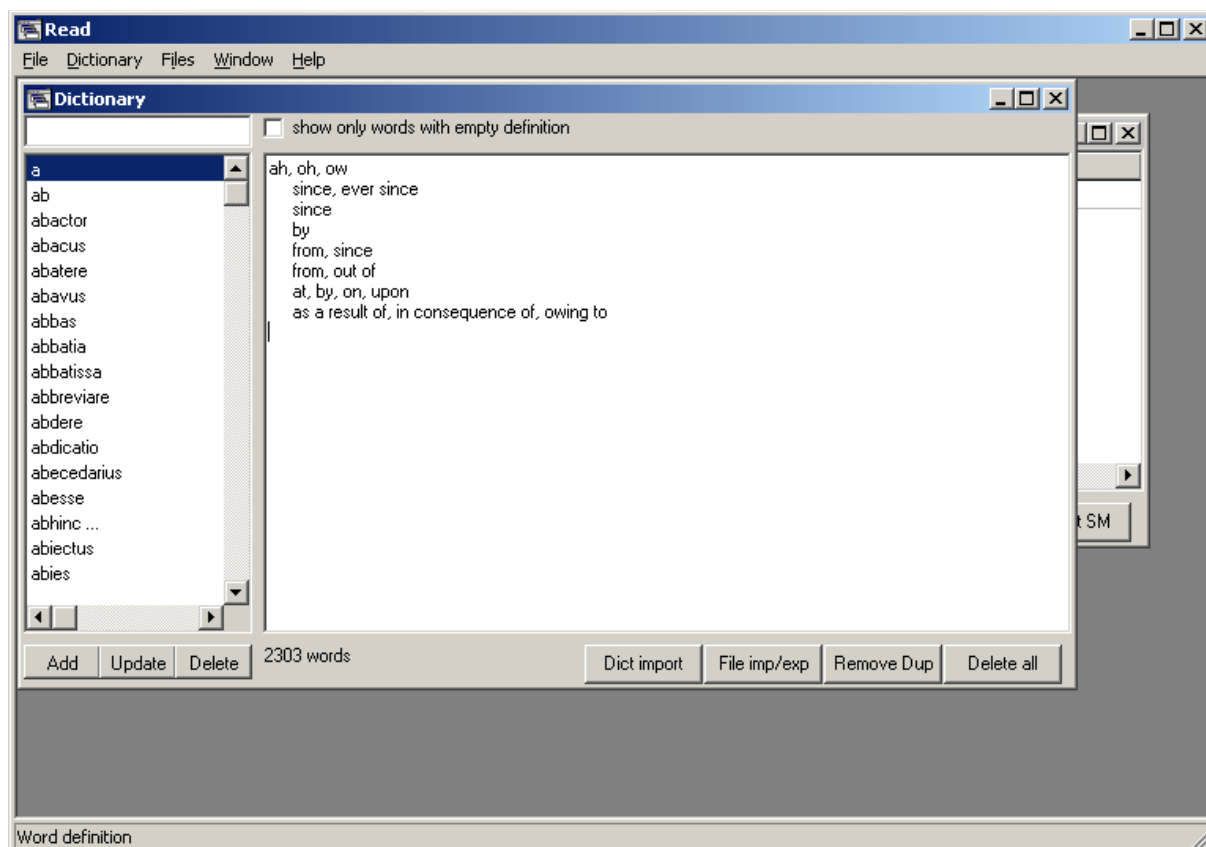 Read
File Dictionary Files Window Help
Dictionary
show only words with empty definition
a
ab
abactor
abacus
abatere
abavus
abbas
abbatia
abbatissa
abbreviare
abdere
abdicatio
abecedarius
abesse
abhinc ...
abiectus
abies
ah, oh, ow
since, ever since
since
by
from, since
from, out of
at, by, on, upon
as a result of, in consequence of, owing to
t SM
Add Update Delete 2303 words Dict import File imp/exp Remove Dup Delete all
Word definition